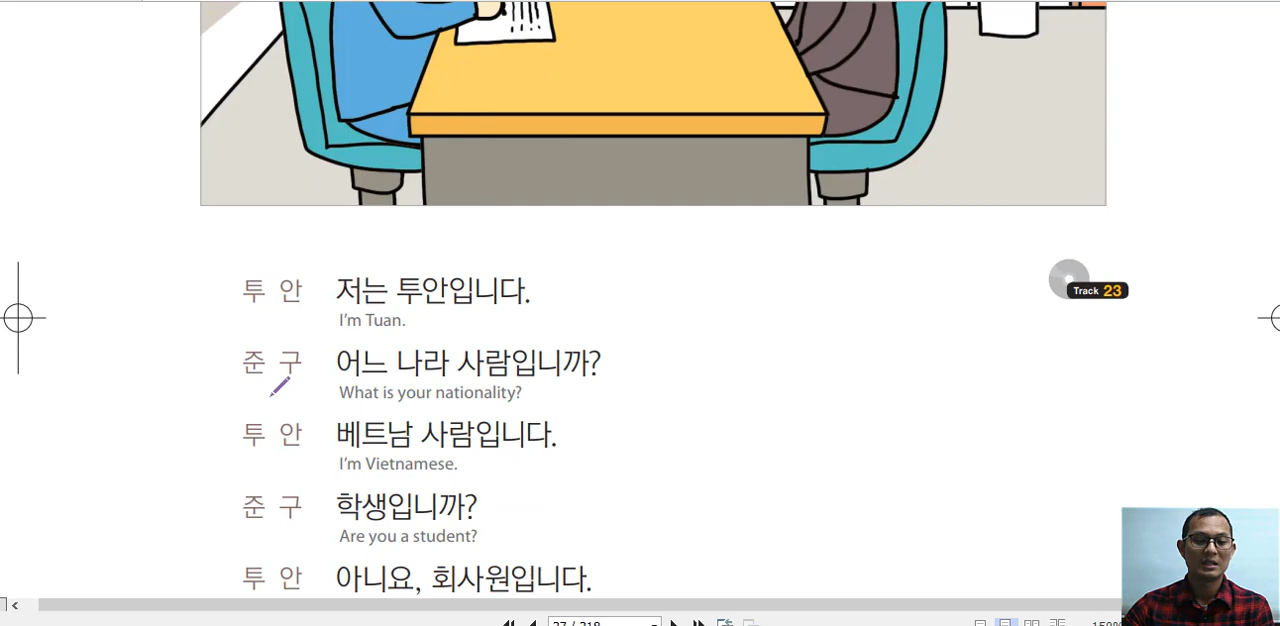 투 안 저는 투안입니다.
Track 23
I'm Tuan.
준 구 어느 나라 사람입니까?
What is your nationality?
투 안 베트남 사람입니다.
I'm Vietnamese.
준 구 학생입니까?
Are you a student?
투 안 아니요, 회사원입니다.